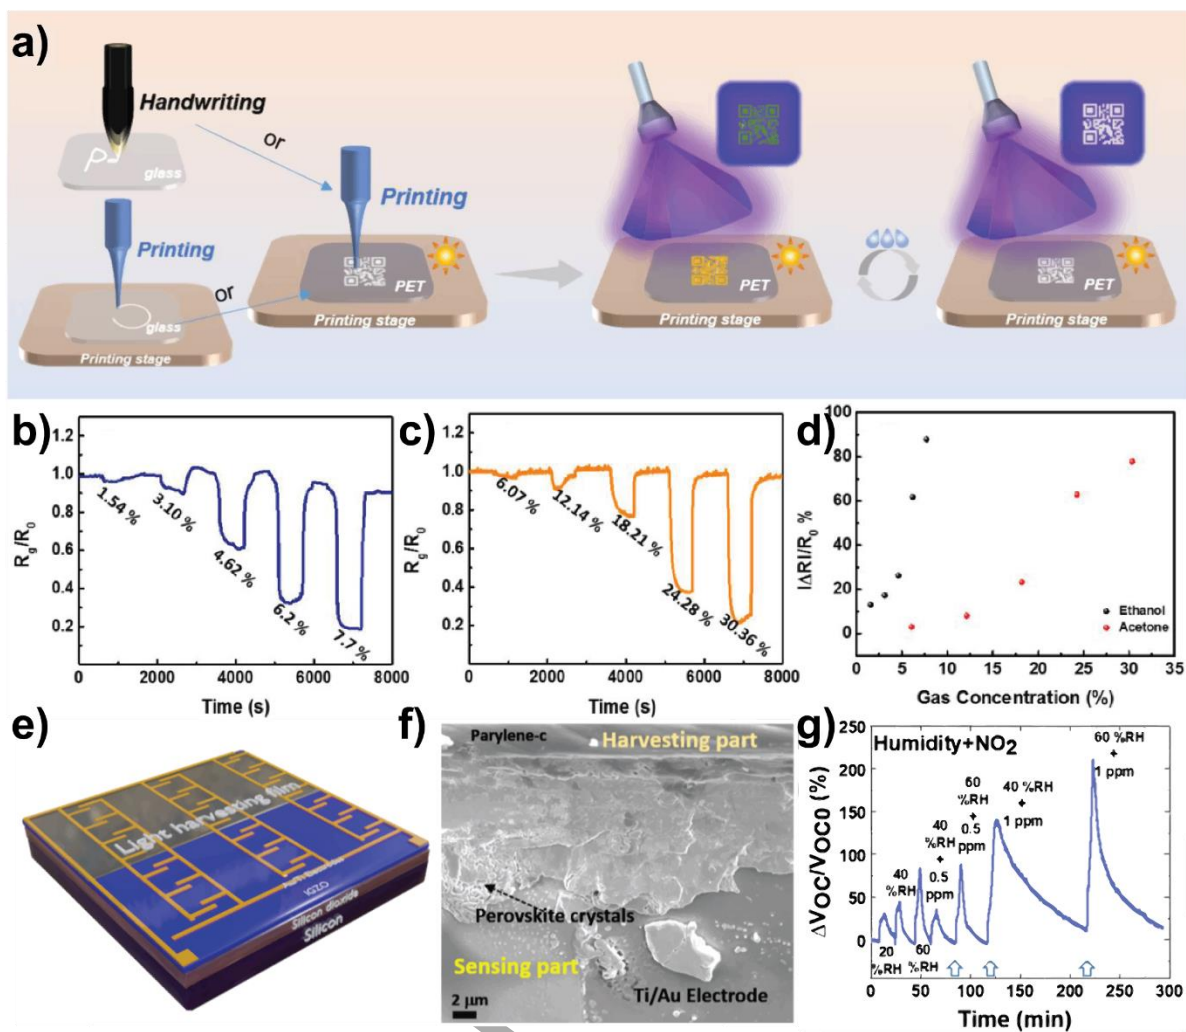 a)
Handwriting
or
glass
Printing
Printing
or
glass
Printing stage
PET
Printing stage
PET
Printing stage
PET
Printing stage
b)
1.2
1.0
0.8
0.6
0.4
0.2
Rg/R0
1.54 %
3.10 %
4.62 %
6.2 %
7.7 %
0 2000 4000 6000 8000
Time (s)
c)
1.2
1.0
0.8
0.6
0.4
0.2
Rg/R0
6.07 %
12.14 %
18.21 %
24.28 %
30.36 %
0 2000 4000 6000 8000
Time (s)
d)
100
80
60
40
20
0
IΔRI/R0 %
Ethanol
Acetone
0 5 10 15 20 25 30 35
Gas Concentration (%)
e)
Light harvesting film
IGZO
Silicon dioxide
Silicon
f)
Parylene-c
Harvesting part
Perovskite crystals
Sensing part
Ti/Au Electrode
2 μm
g)
250
200
150
100
50
0
ΔVOC/VOC0 (%)
Humidity+NO2
20
%RH
40
%RH
60
%RH
40
%RH
+
0.5
ppm
60
%RH
+
0.5
ppm
40 %RH
+
1 ppm
60 %RH
+
1 ppm
0 50 100 150 200 250 300
Time (min)